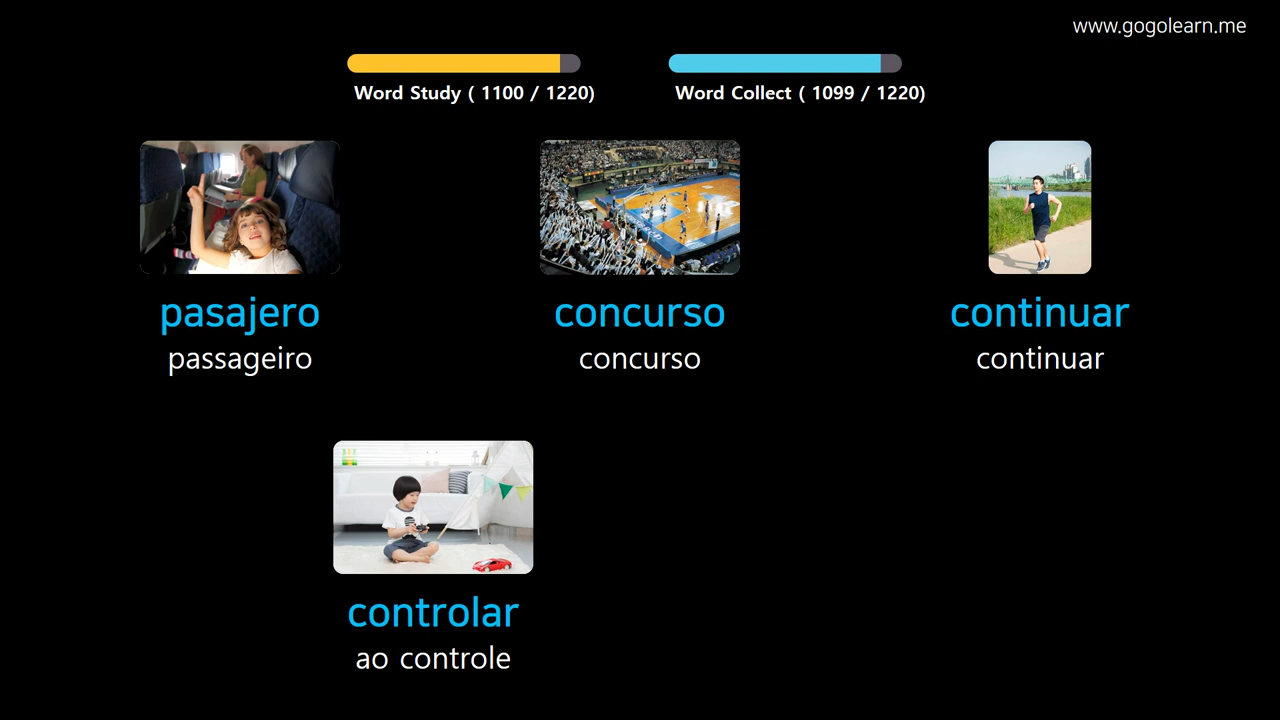 www.gogolearn.me
Word Study ( 1100 / 1220)
Word Collect ( 1099 / 1220)
pasajero
passageiro
concurso
concurso
continuar
continuar
controlar
ao controle